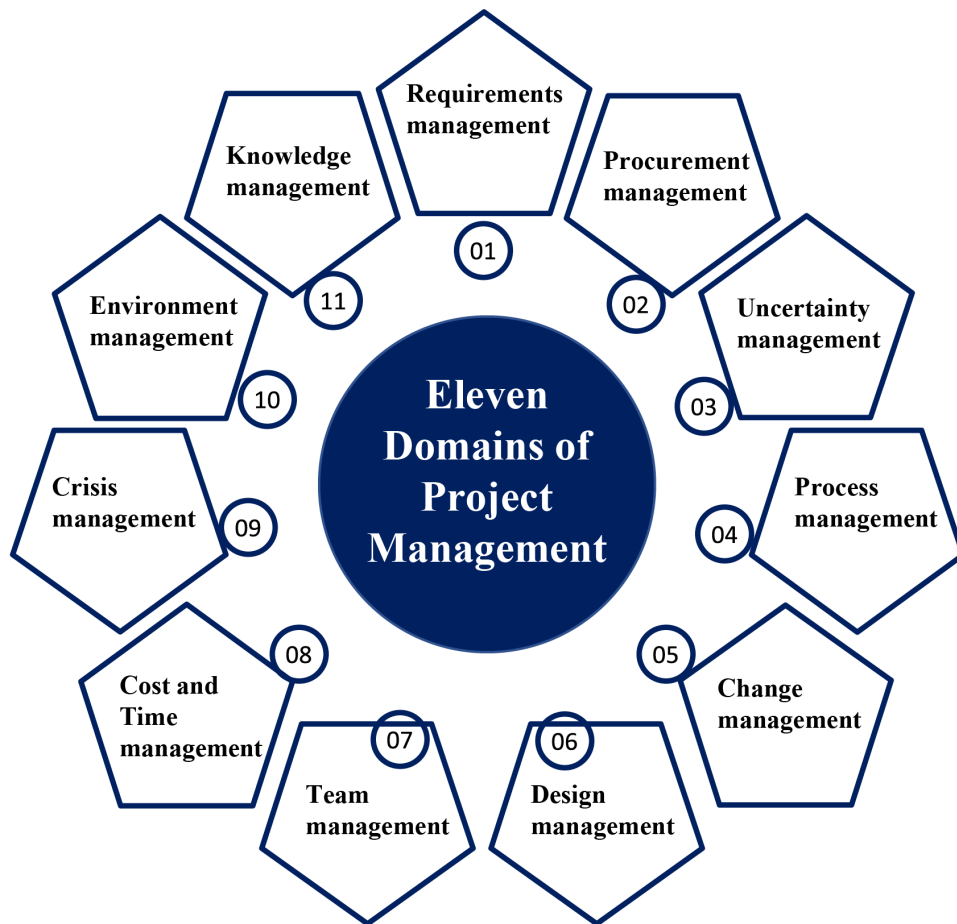 Eleven
Domains of
Project
Management
Requirements
management
01
Procurement
management
02
Uncertainty
management
03
Process
management
04
Change
management
05
Design
management
06
Team
management
07
Cost and
Time
management
08
Crisis
management
09
Environment
management
10
Knowledge
management
11